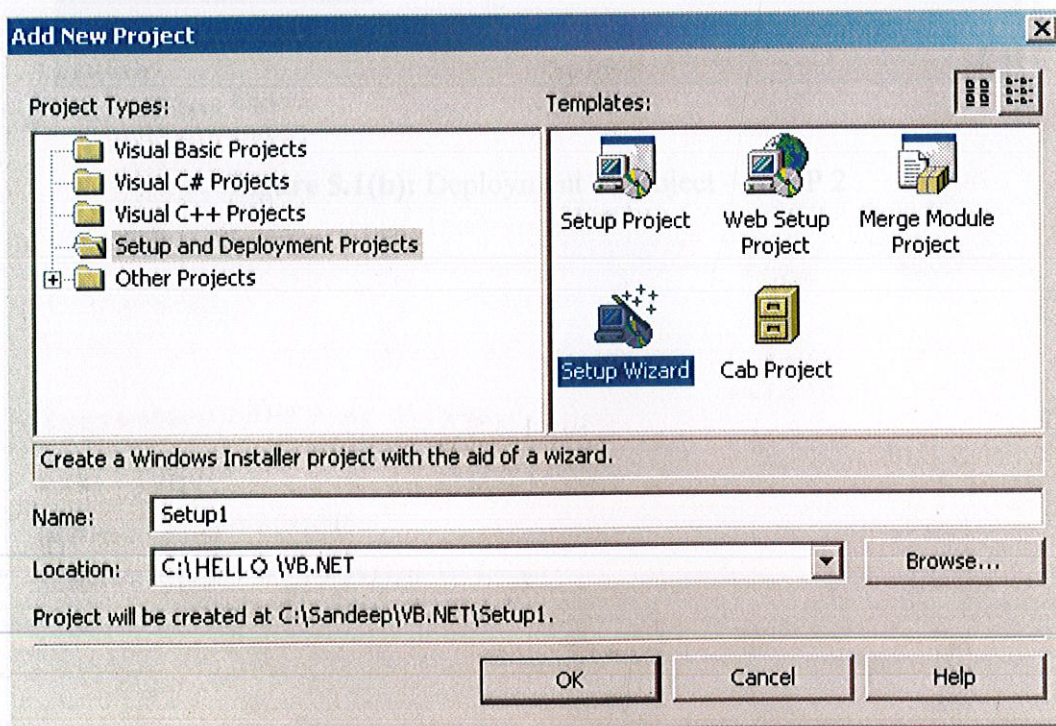 Add New Project
Project Types:
Templates:
Visual Basic Projects
Visual C# Projects
Visual C++ Projects
Setup and Deployment Projects
Other Projects
Setup Project
Web Setup Project
Merge Module Project
Setup Wizard
Cab Project
Create a Windows Installer project with the aid of a wizard.
Name:
Setup1
Location:
C:\HELLO \VB.NET
Browse...
Project will be created at C:\Sandeep\VB.NET\Setup1.
OK
Cancel
Help
5.1(b): Deployment